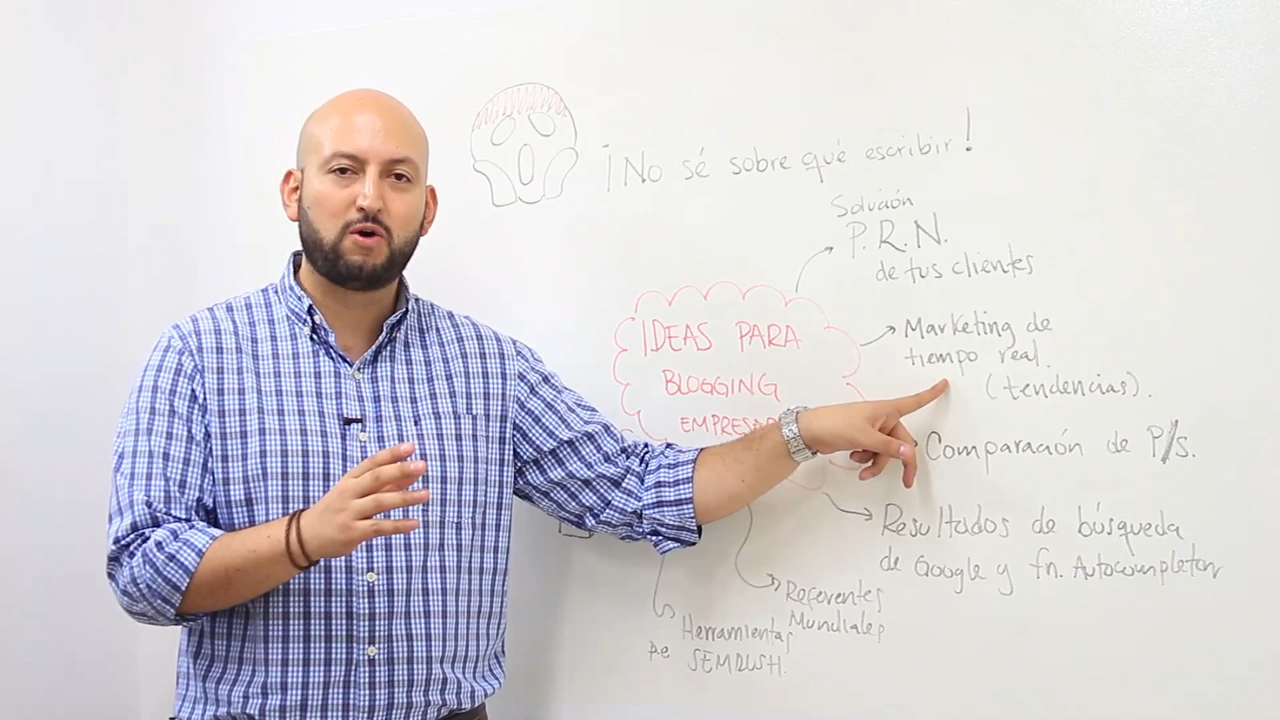 ¡No sé sobre qué escribir!
Solución
P.R.N.
de tus clientes
IDEAS PARA
BLOGGING
Marketing de
tiempo real.
(tendencias).
Comparación de P/s.
Resultados de búsqueda
de Google y fn. Autocompletar
Referentes
Mundiales
Herramientas
p.e SEMRUSH.